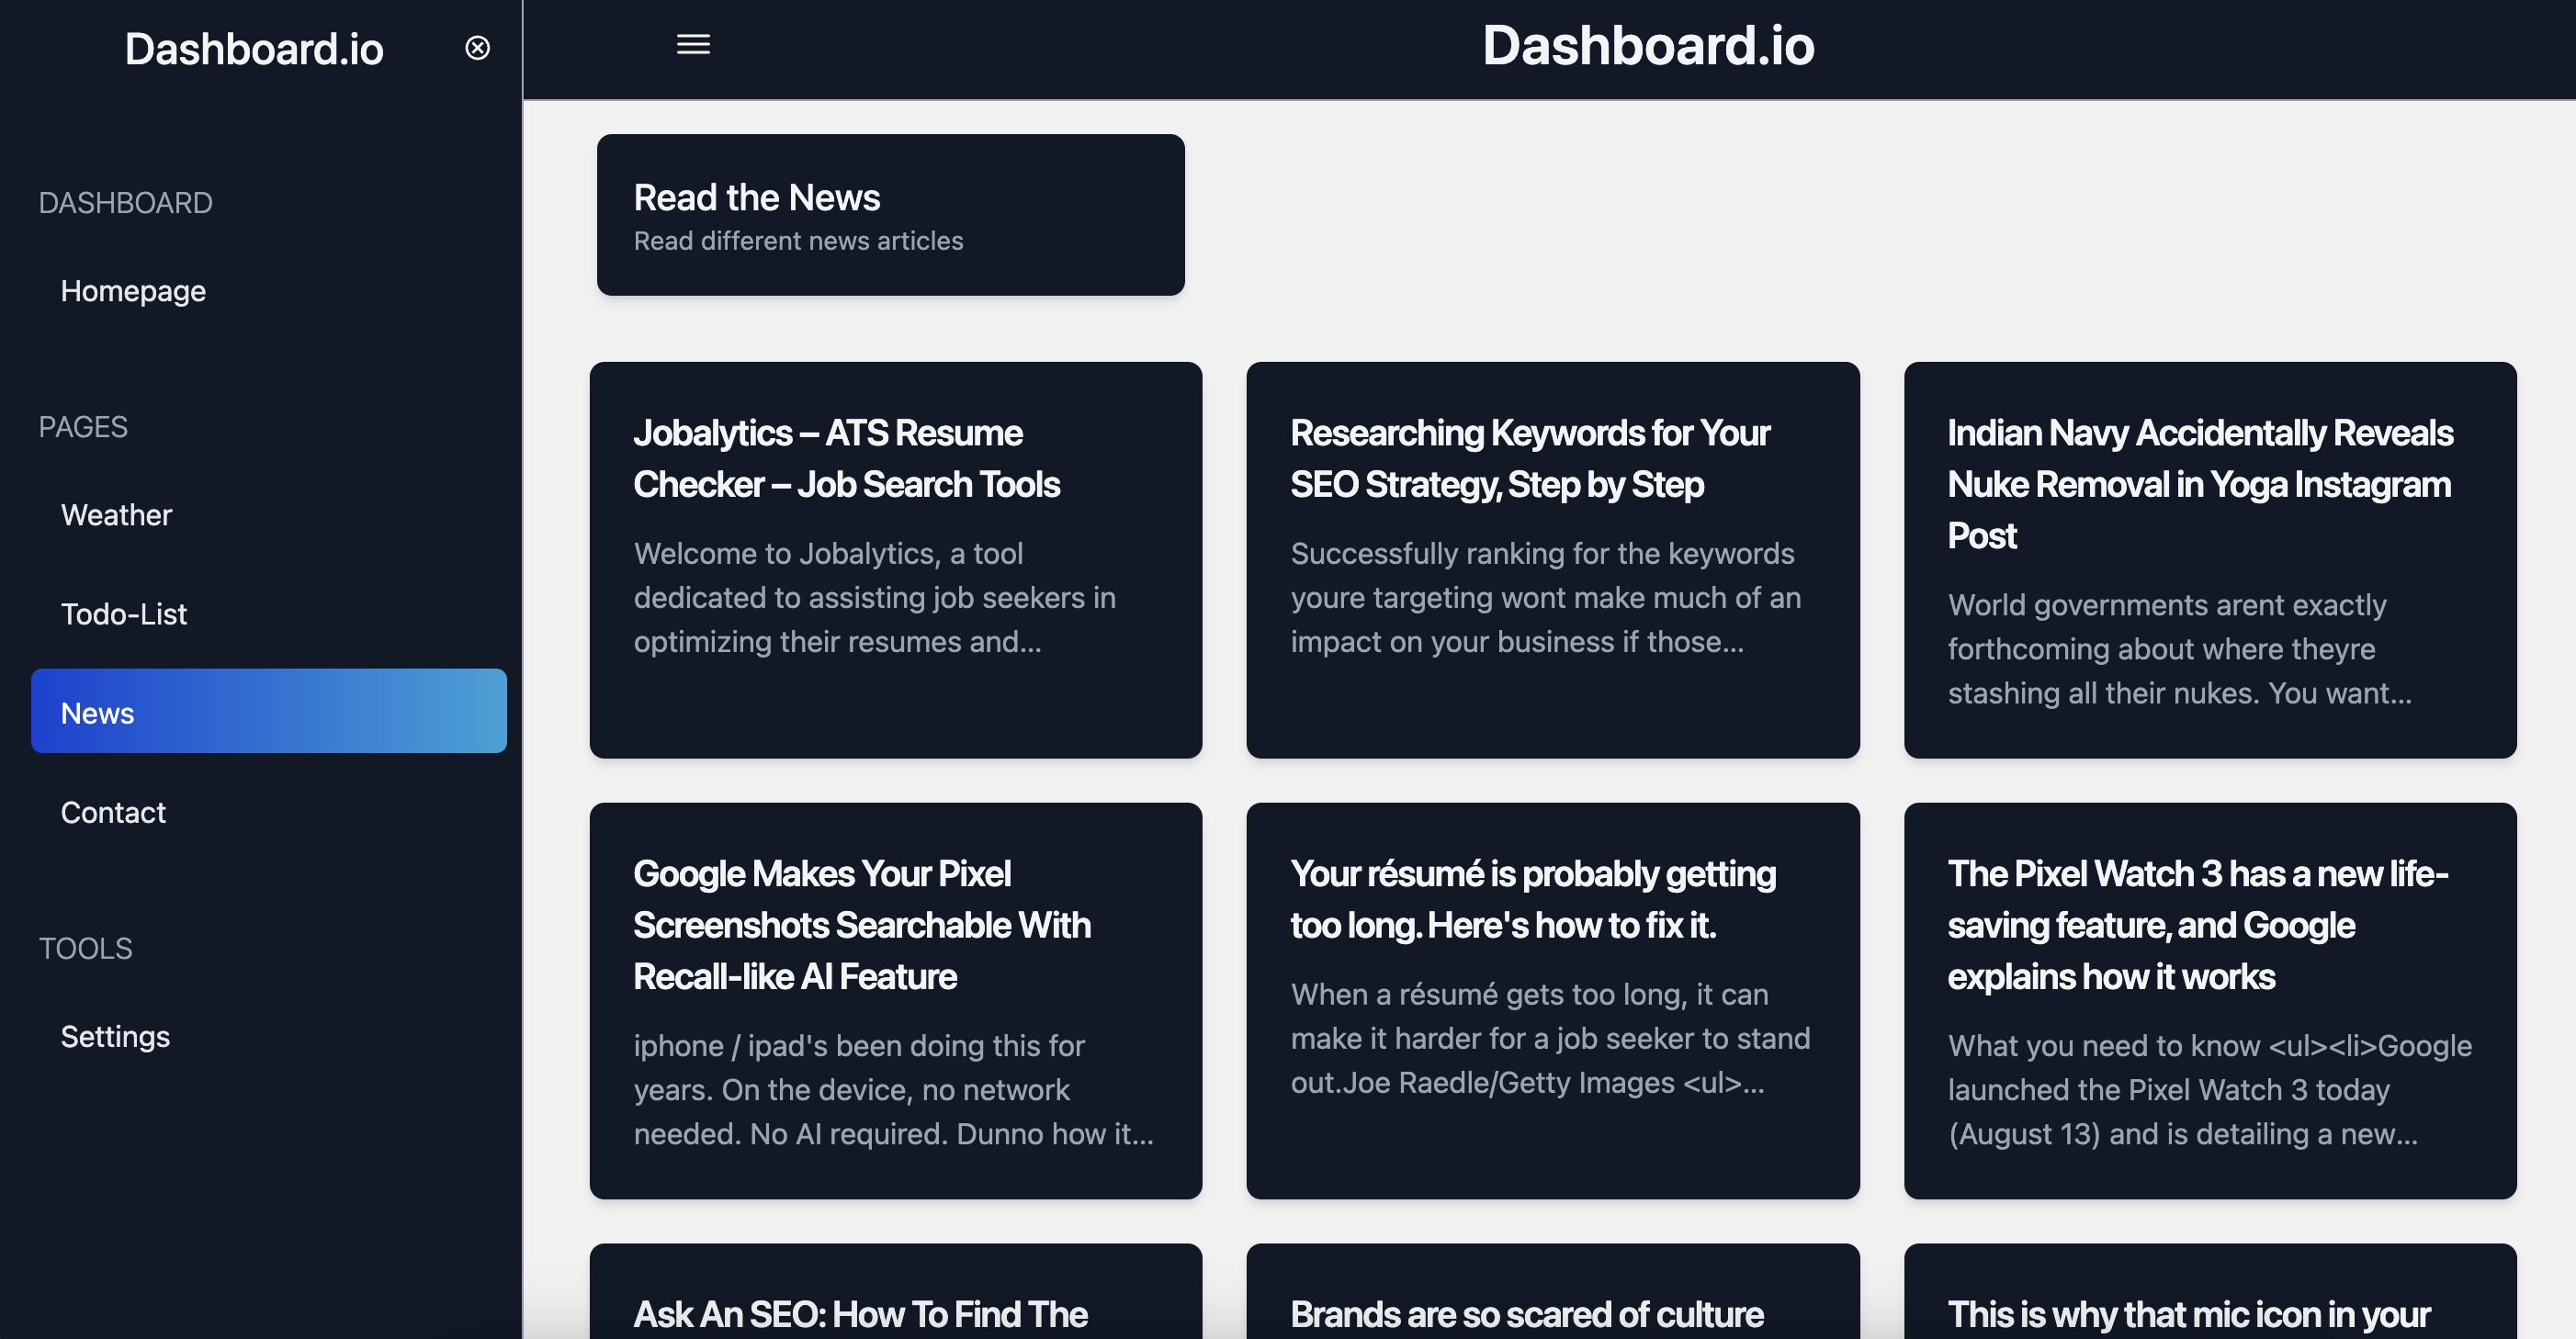 Dashboard.io
DASHBOARD
Homepage
PAGES
Weather
Todo-List
News
Contact
TOOLS
Settings
Dashboard.io
Read the News
Read different news articles
Jobalytics – ATS Resume
Checker – Job Search Tools
Welcome to Jobalytics, a tool
dedicated to assisting job seekers in
optimizing their resumes and...
Researching Keywords for Your
SEO Strategy, Step by Step
Successfully ranking for the keywords
youre targeting wont make much of an
impact on your business if those...
Indian Navy Accidentally Reveals
Nuke Removal in Yoga Instagram
Post
World governments arent exactly
forthcoming about where theyre
stashing all their nukes. You want...
Google Makes Your Pixel
Screenshots Searchable With
Recall-like AI Feature
iphone / ipad's been doing this for
years. On the device, no network
needed. No AI required. Dunno how it...
Your résumé is probably getting
too long. Here's how to fix it.
When a résumé gets too long, it can
make it harder for a job seeker to stand
out.Joe Raedle/Getty Images <ul>...
The Pixel Watch 3 has a new life-
saving feature, and Google
explains how it works
What you need to know <ul><li>Google
launched the Pixel Watch 3 today
(August 13) and is detailing a new...
Ask An SEO: How To Find The
Brands are so scared of culture
This is why that mic icon in your